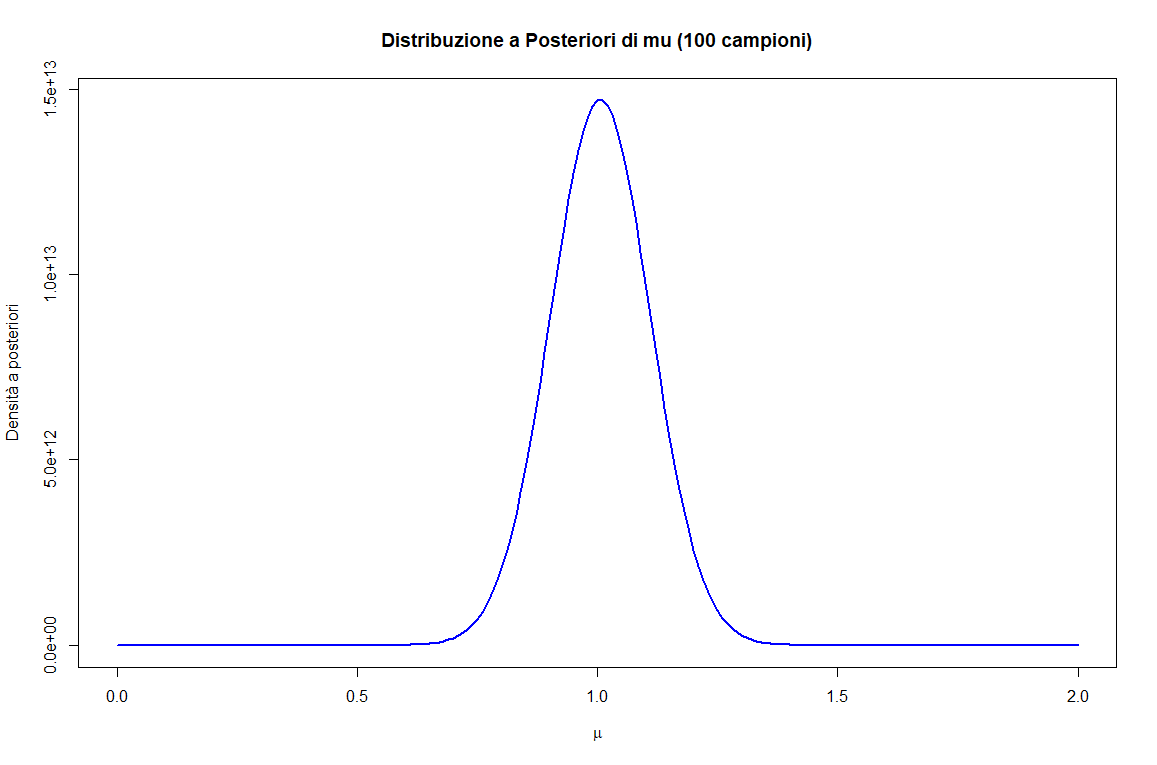 Distribuzione a Posteriori di mu (100 campioni)
Densità a posteriori
1.5e+13
1.0e+13
5.0e+12
0.0e+00
0.0 0.5 1.0 1.5 2.0
μ